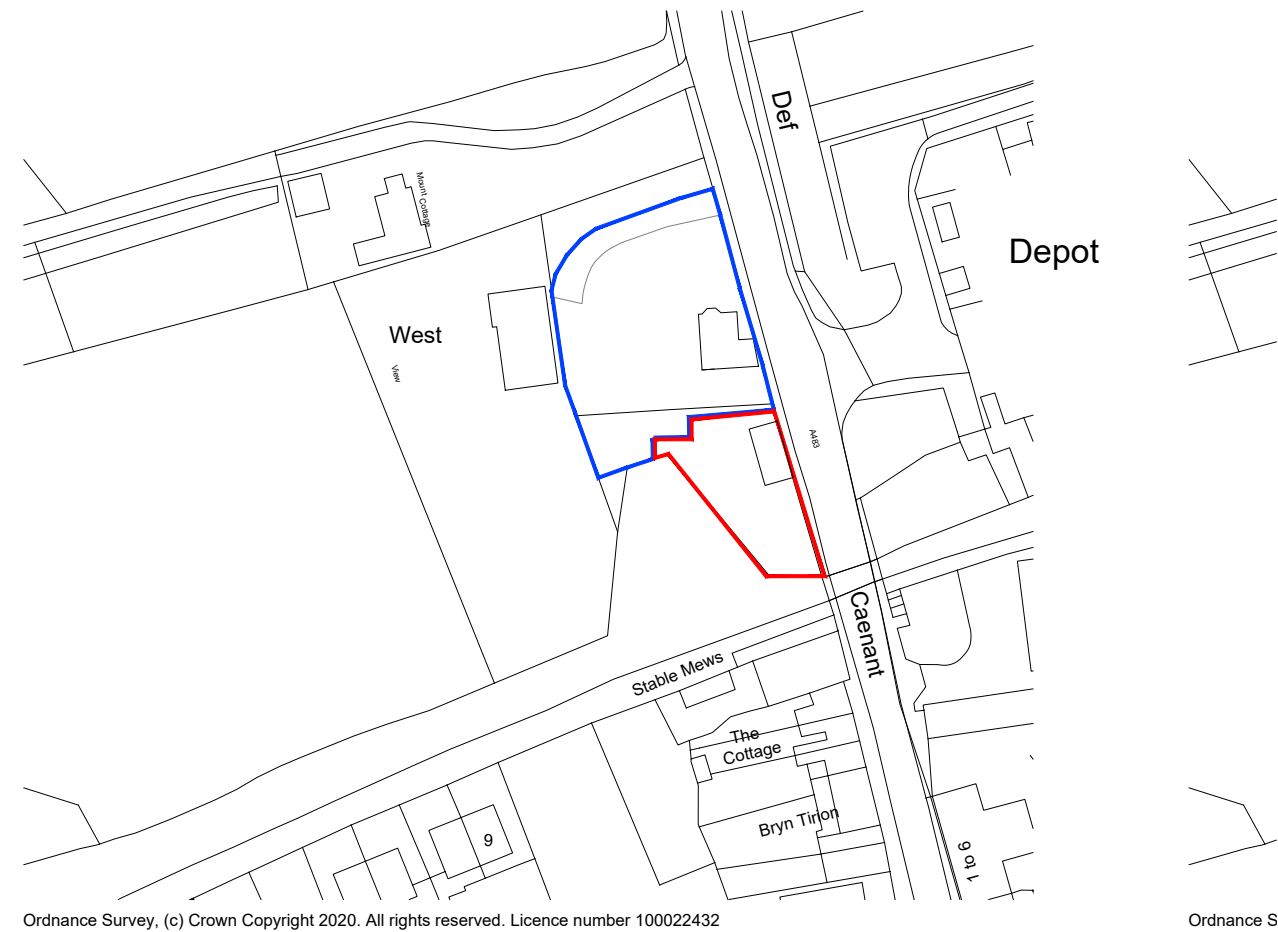 Def
Mount Cottage
Depot
West
View
A483
Caenant
Stable Mews
The
Cottage
Bryn Tirion
9
1 to 6
Ordnance Survey, (c) Crown Copyright 2020. All rights reserved. Licence number 100022432
Ordnance S